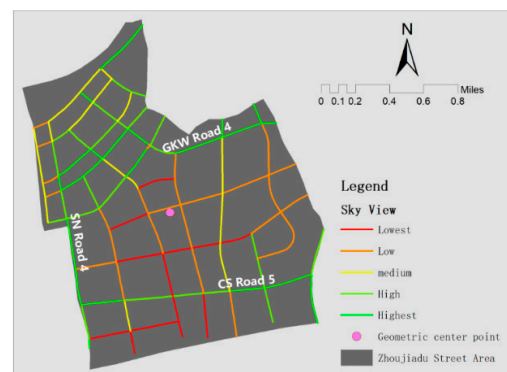 N
0 0.1 0.2 0.4 0.6 0.8 Miles
GKW Road 4
SN Road 4
CS Road 5
Legend
Sky View
Lowest
Low
medium
High
Highest
Geometric center point
Zhoujiadu Street Area